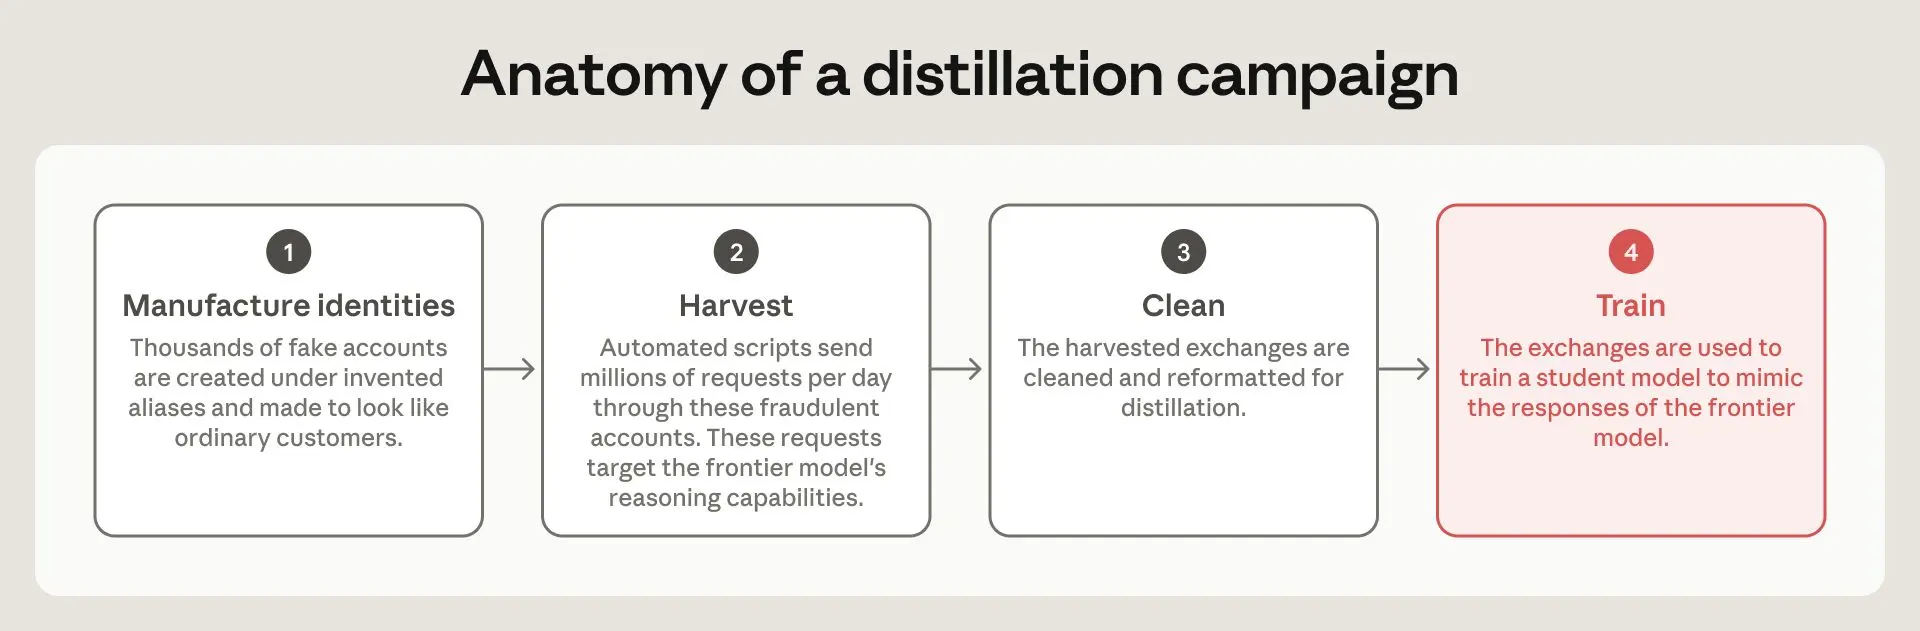 Anatomy of a distillation campaign
1
Manufacture identities
Thousands of fake accounts
are created under invented
aliases and made to look like
ordinary customers.
2
Harvest
Automated scripts send
millions of requests per day
through these fraudulent
accounts. These requests
target the frontier model's
reasoning capabilities.
3
Clean
The harvested exchanges are
cleaned and reformatted for
distillation.
4
Train
The exchanges are used to
train a student model to mimic
the responses of the frontier
model.